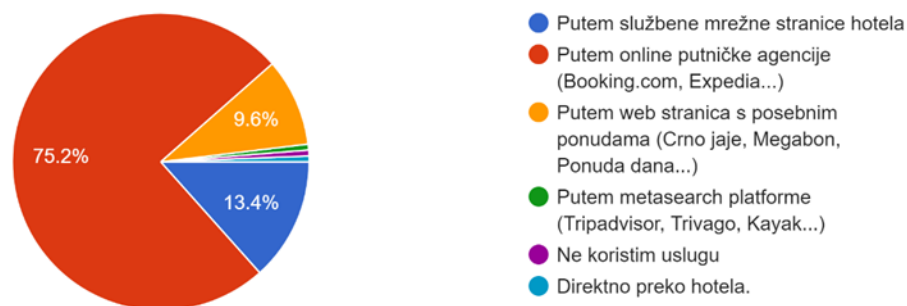 75.2%
9.6%
13.4%
Putem službene mrežne stranice hotela
Putem online putničke agencije
(Booking.com, Expedia...)
Putem web stranica s posebnim
ponudama (Crno jaje, Megabon,
Ponuda dana...)
Putem metasearch platforme
(Tripadvisor, Trivago, Kayak...)
Ne koristim uslugu
Direktno preko hotela.